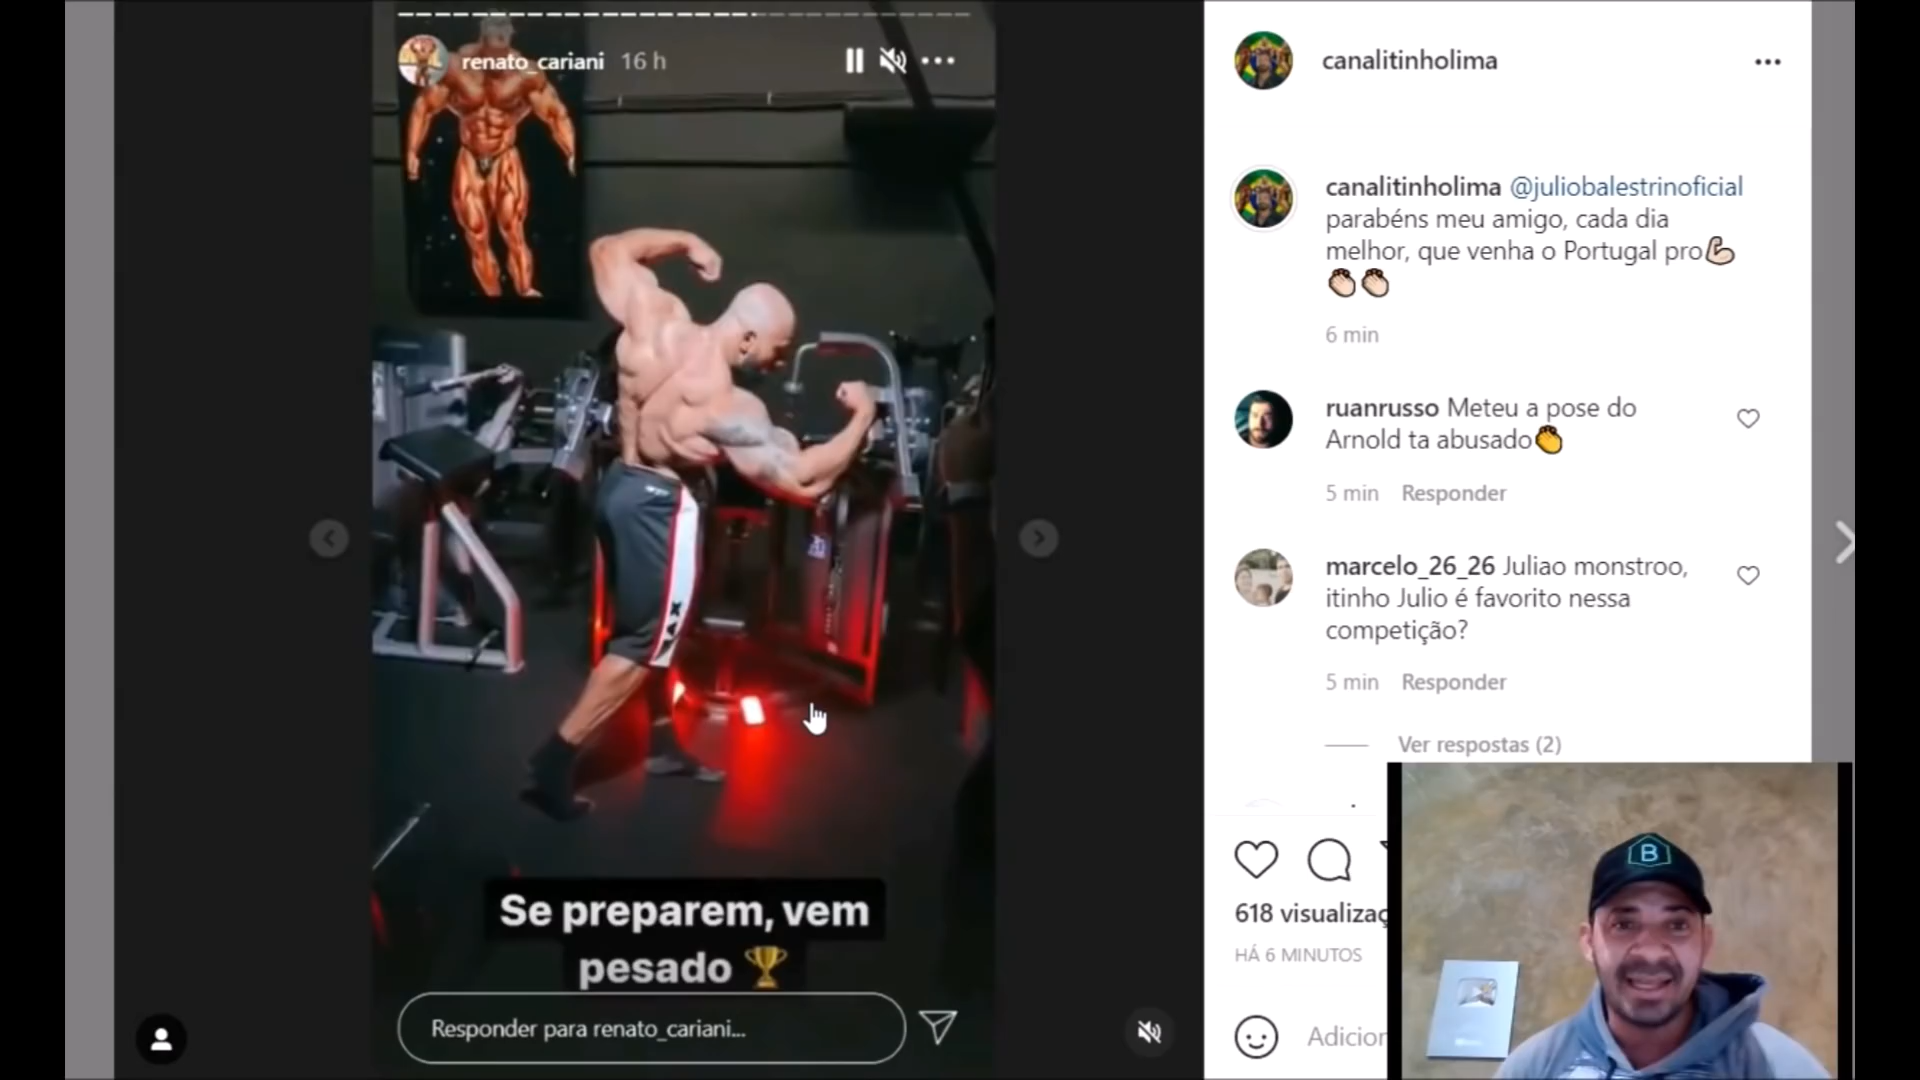 renato_cariani 16 h
Se preparem, vem
pesado
Responder para renato_cariani...
canalitinholima
canalitinholima @juliobalestrinoficial
parabéns meu amigo, cada dia
melhor, que venha o Portugal pro
6 min
ruanrusso Meteu a pose do
Arnold ta abusado
5 min Responder
marcelo_26_26 Juliao monstroo,
itinho Julio é favorito nessa
competição?
5 min Responder
Ver respostas (2)
618 visualizaç
HÁ 6 MINUTOS
Adicior
B